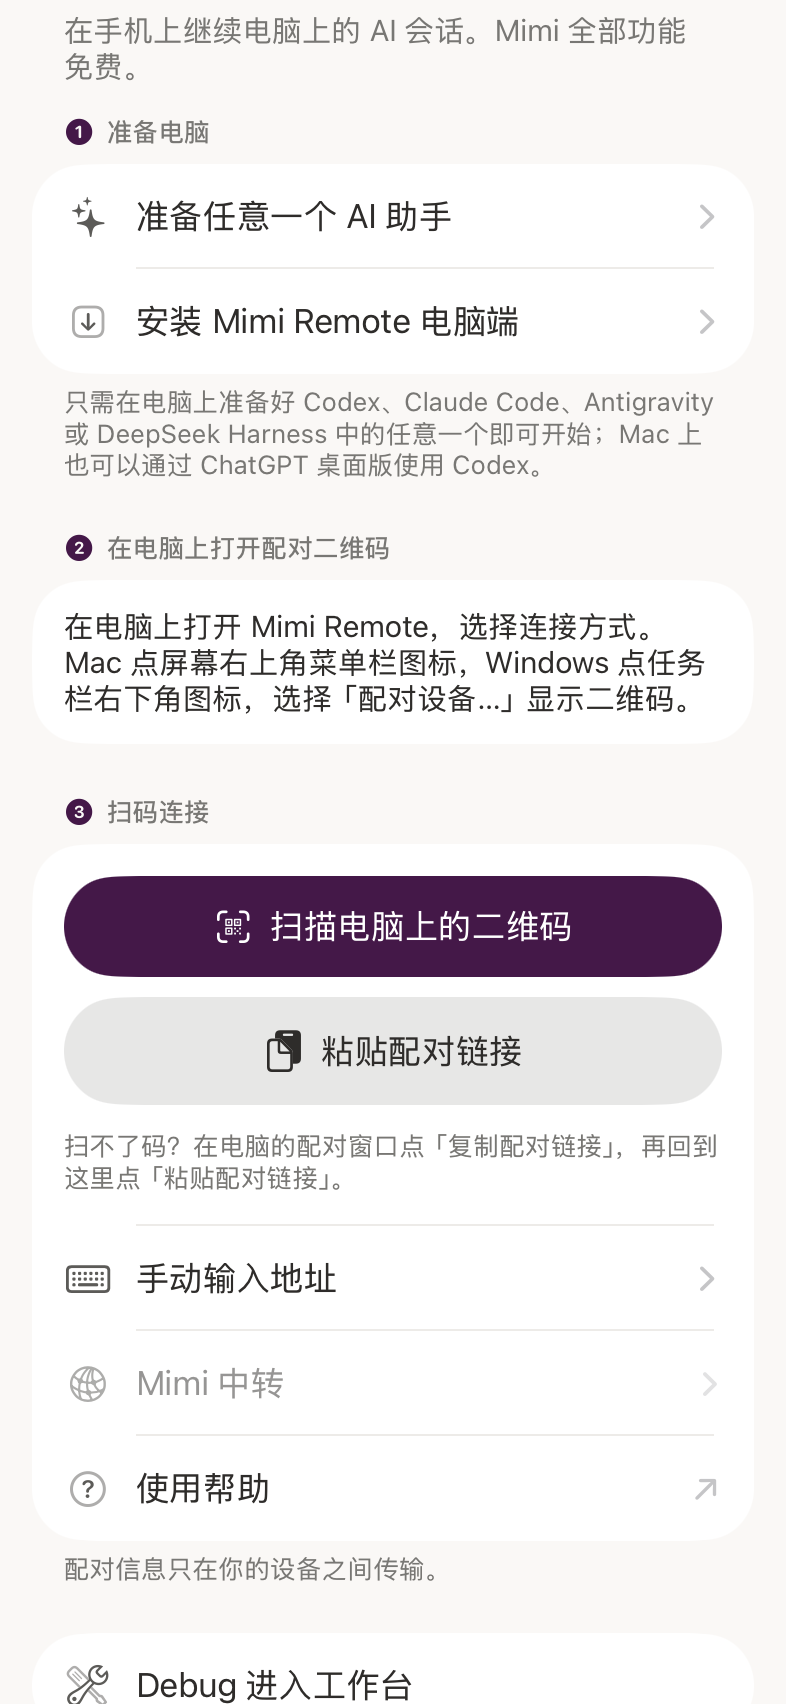 在手机上继续电脑上的 AI 会话。Mimi 全部功能
免费。
1 准备电脑
准备任意一个 AI 助手
安装 Mimi Remote 电脑端
只需在电脑上准备好 Codex、Claude Code、Antigravity
或 DeepSeek Harness 中的任意一个即可开始；Mac 上
也可以通过 ChatGPT 桌面版使用 Codex。
2 在电脑上打开配对二维码
在电脑上打开 Mimi Remote，选择连接方式。
Mac 点屏幕右上角菜单栏图标，Windows 点任务
栏右下角图标，选择「配对设备…」显示二维码。
3 扫码连接
扫描电脑上的二维码
粘贴配对链接
扫不了码？在电脑的配对窗口点「复制配对链接」，再回到
这里点「粘贴配对链接」。
手动输入地址
Mimi 中转
使用帮助
配对信息只在你的设备之间传输。
Debug 进入工作台